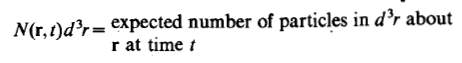 N(r,t)d³r= expected number of particles in d³r about
r at time t